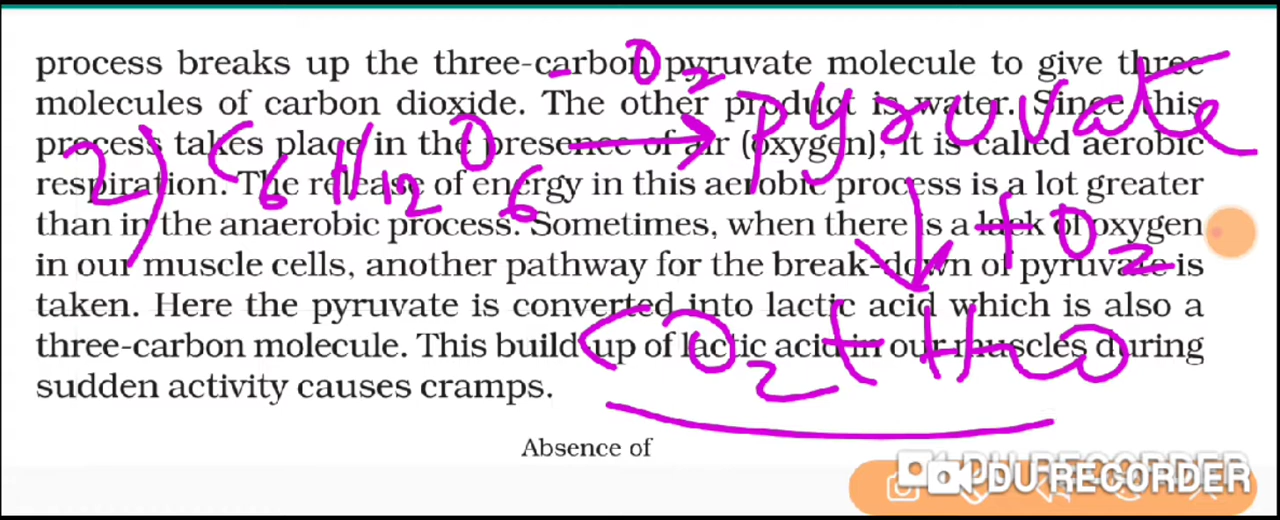 process breaks up the three-carbon pyruvate molecule to give three
molecules of carbon dioxide. The other product is water. Since this
process takes place in the presence of air (oxygen), it is called aerobic
respiration. The release of energy in this aerobic process is a lot greater
than in the anaerobic process. Sometimes, when there is a lack of oxygen
in our muscle cells, another pathway for the break-down of pyruvate is
taken. Here the pyruvate is converted into lactic acid which is also a
three-carbon molecule. This build up of lactic acid in our muscles during
sudden activity causes cramps.
Absence of
O2
2) C6H12O6 → pyruvate
↓ + O2
CO2 + H2O
DU RECORDER